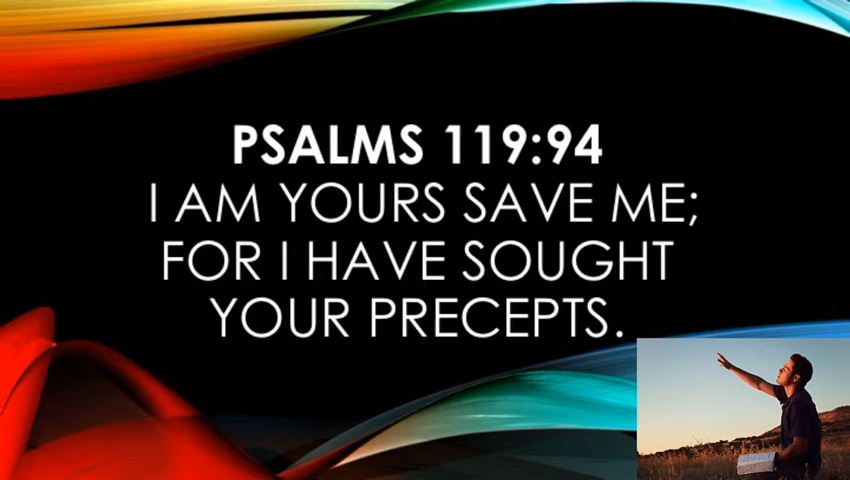 PSALMS 119:94
I AM YOURS SAVE ME;
FOR I HAVE SOUGHT
YOUR PRECEPTS.